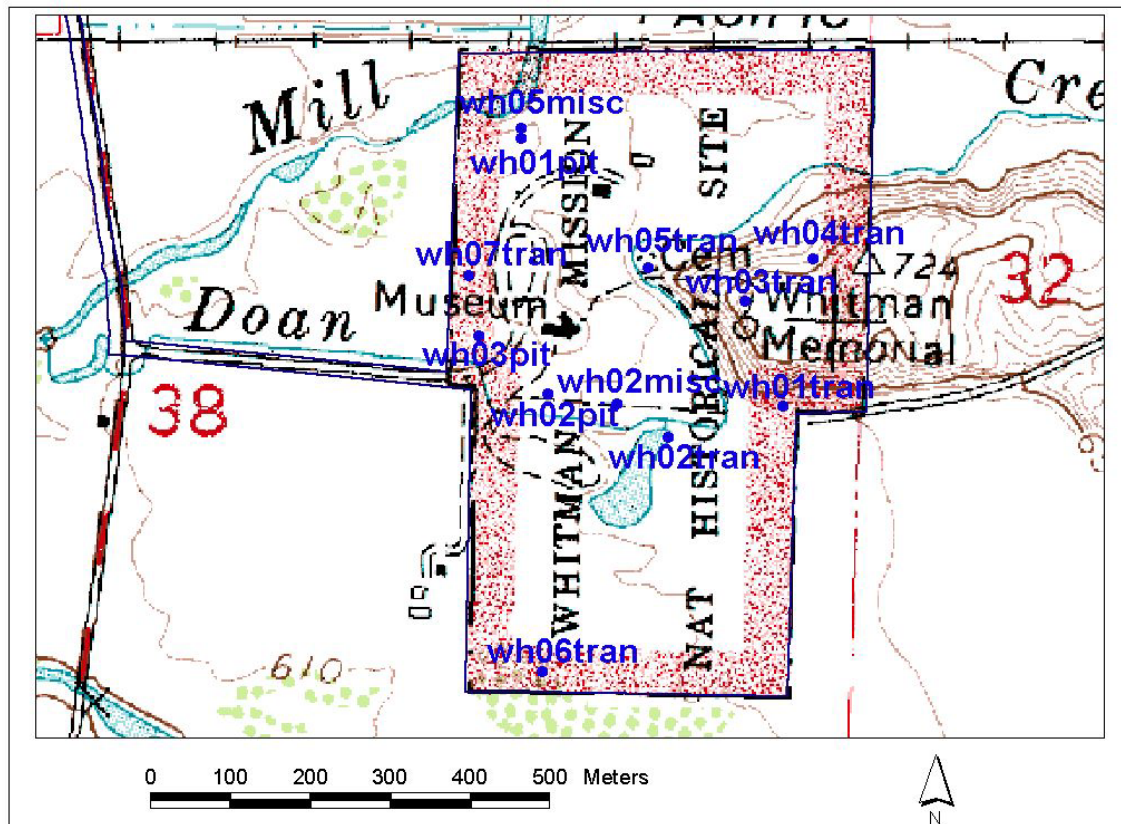 PACIFIC
Mill
Cre
wh05misc
wh01pit
wh05tran
wh04tran
Cem
724
32
wh07tran
wh03tran
Museum
Whitman
Memorial
Doan
wh03pit
wh02misc
wh01tran
38
wh02pit
wh02tran
WHITMAN MISSION
NAT HISTORICAL SITE
wh06tran
610
0 100 200 300 400 500 Meters
N